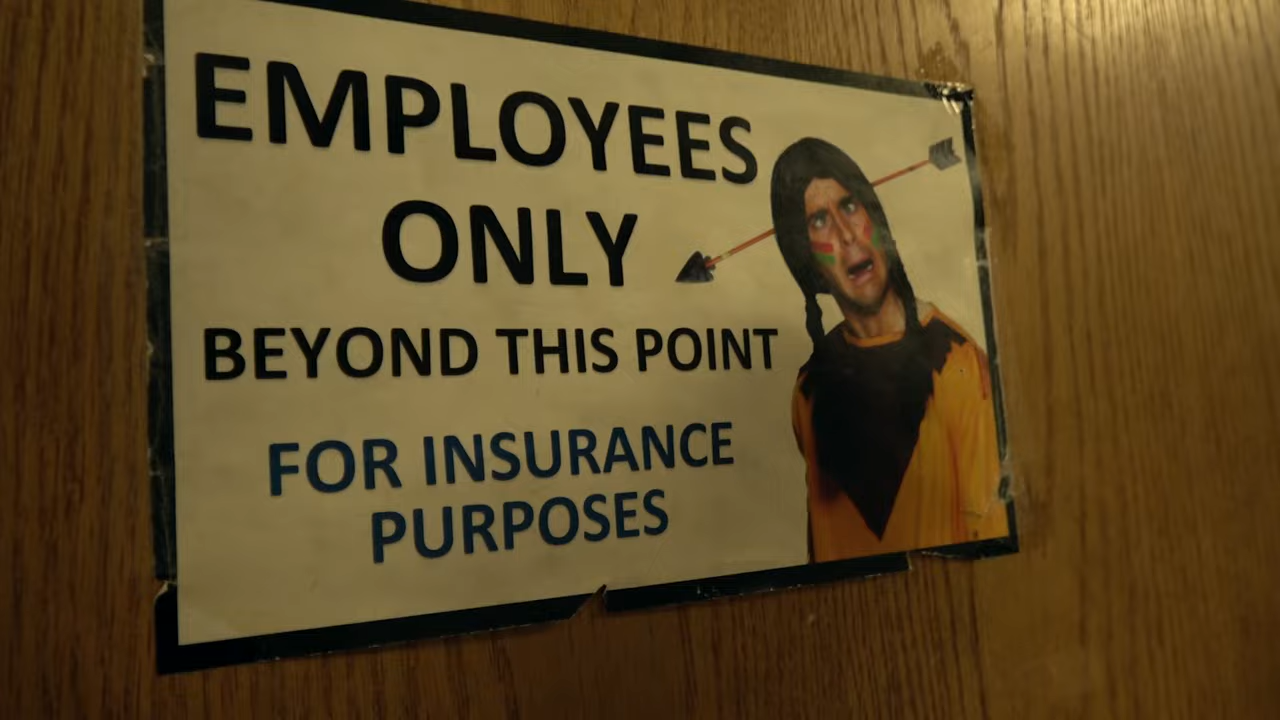 EMPLOYEES
ONLY
BEYOND THIS POINT
FOR INSURANCE
PURPOSES